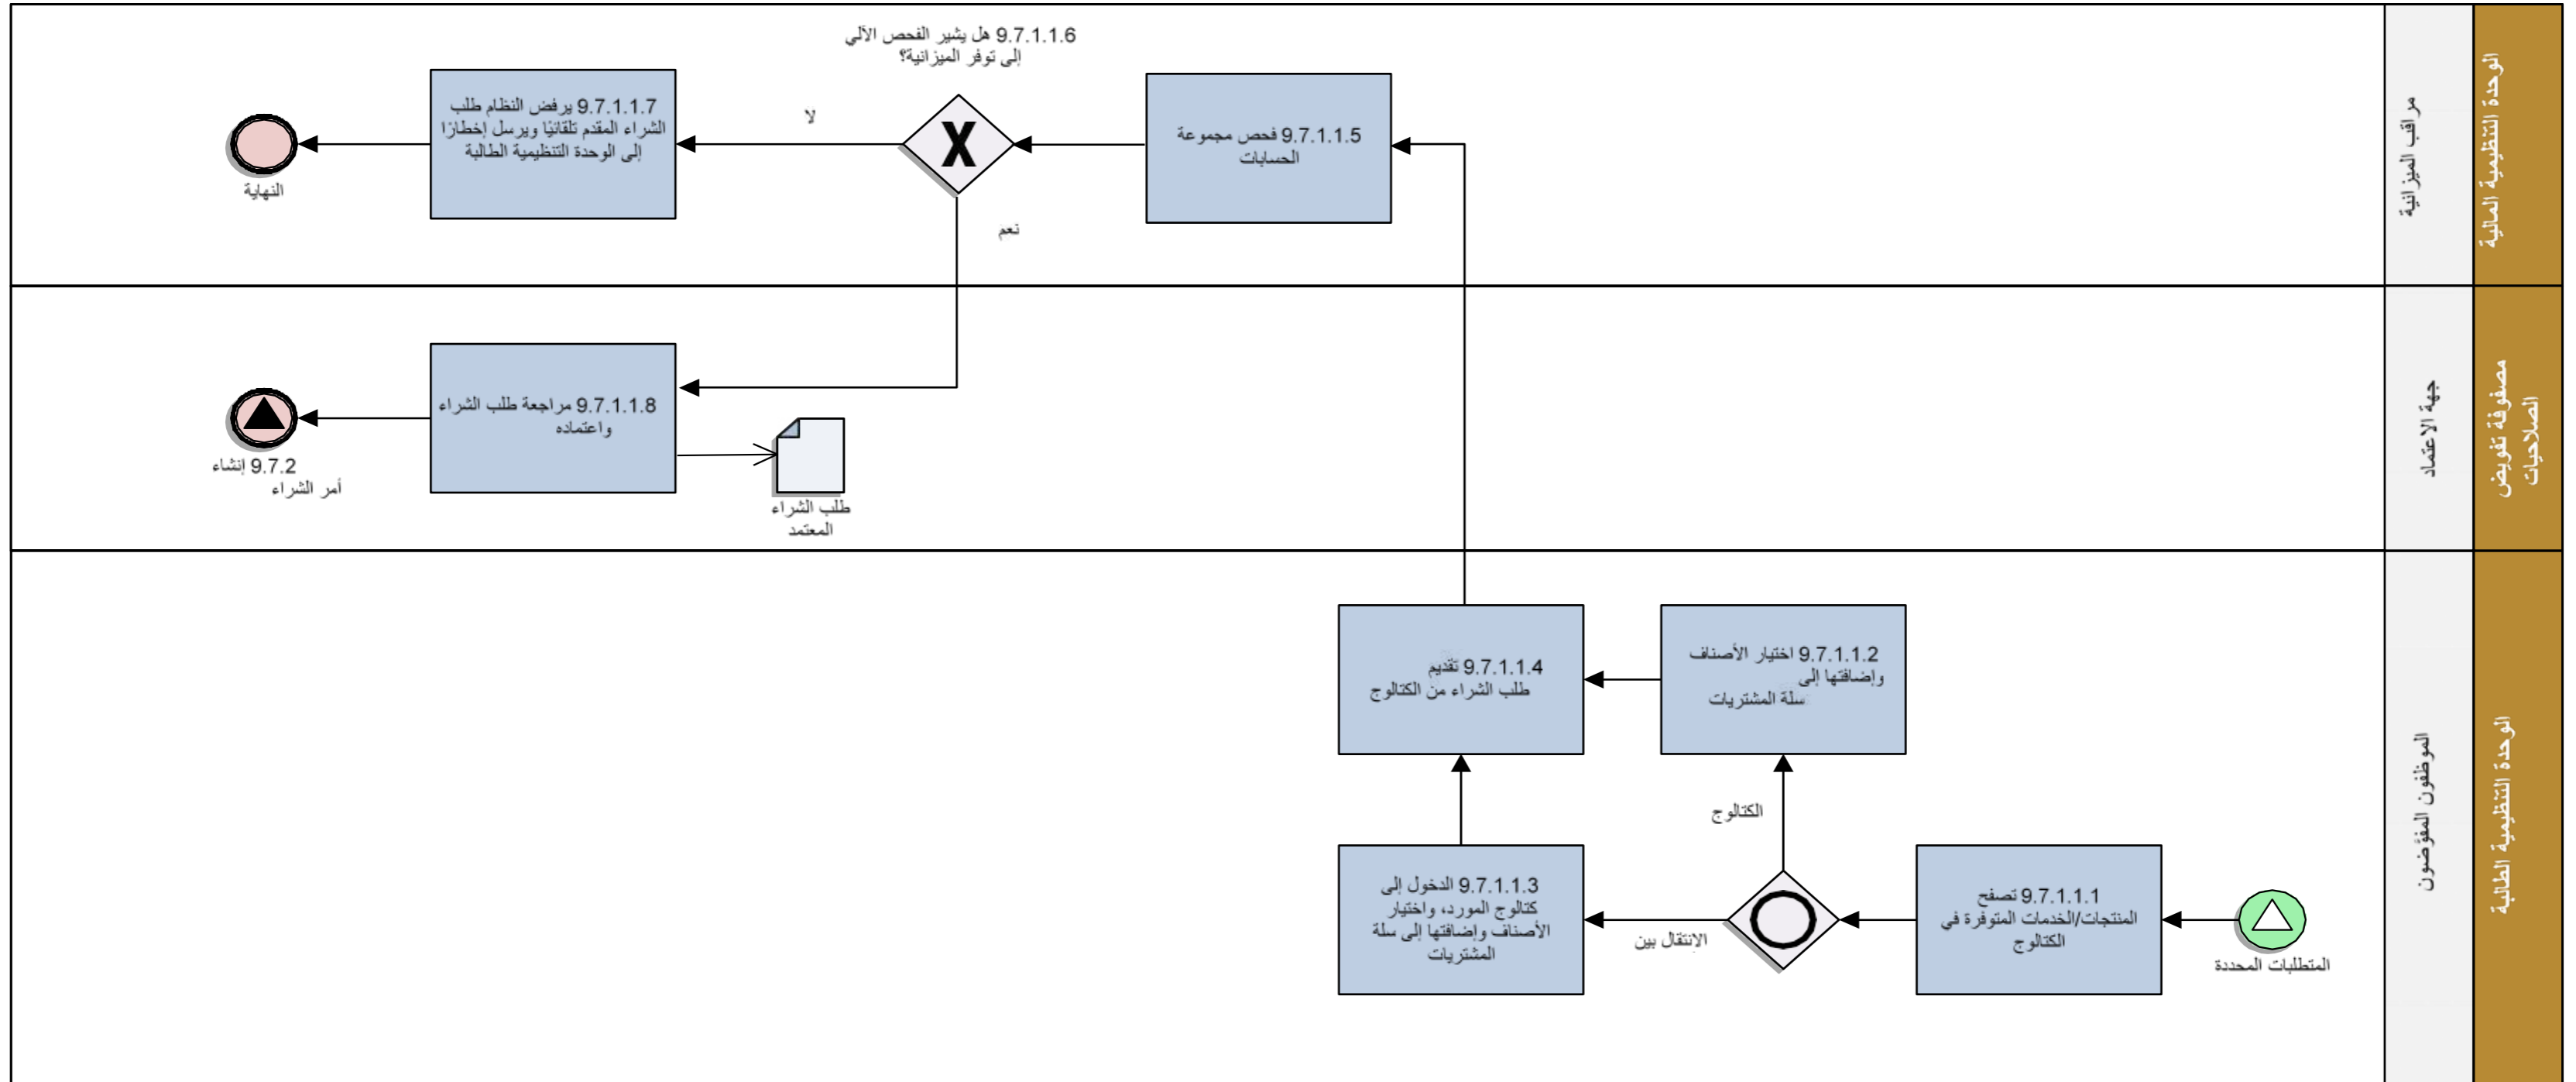 الوحدة التنظيمية المالية
مراقب الميزانية
9.7.1.1.5 فحص مجموعة
الحسابات
9.7.1.1.6 هل يشير الفحص الآلي
إلى توفر الميزانية؟
لا
نعم
9.7.1.1.7 يرفض النظام طلب
الشراء المقدم تلقائيًا ويرسل إخطارًا
إلى الوحدة التنظيمية الطالبة
النهاية
مصفوفة تفويض
الصلاحيات
جهة الاعتماد
9.7.1.1.8 مراجعة طلب الشراء
واعتماده
طلب الشراء
المعتمد
9.7.2 إنشاء
أمر الشراء
الوحدة التنظيمية الطالبة
الموظفون المفوّضون
المتطلبات المحددة
9.7.1.1.1 تصفح
المنتجات/الخدمات المتوفرة في
الكتالوج
الكتالوج
الانتقال بين
9.7.1.1.2 اختيار الأصناف
وإضافتها إلى
سلة المشتريات
9.7.1.1.3 الدخول إلى
كتالوج المورد، واختيار
الأصناف وإضافتها إلى سلة
المشتريات
9.7.1.1.4 تقديم
طلب الشراء من الكتالوج